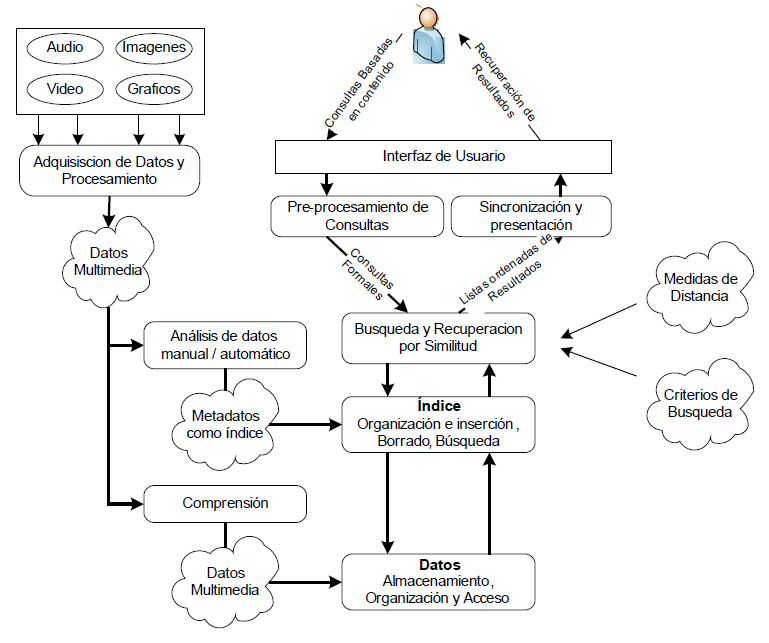 Audio
Imagenes
Video
Graficos
Adquisiscion de Datos y
Procesamiento
Datos
Multimedia
Análisis de datos
manual / automático
Metadatos
como índice
Comprensión
Datos
Multimedia
Consultas Basadas
en contenido
Recuperación de
Resultados
Interfaz de Usuario
Pre-procesamiento de
Consultas
Sincronización y
presentación
Consultas
Formales
Listas ordenadas de
Resultados
Busqueda y Recuperacion
por Similitud
Índice
Organización e inserción ,
Borrado, Búsqueda
Datos
Almacenamiento,
Organización y Acceso
Medidas de
Distancia
Criterios de
Busqueda